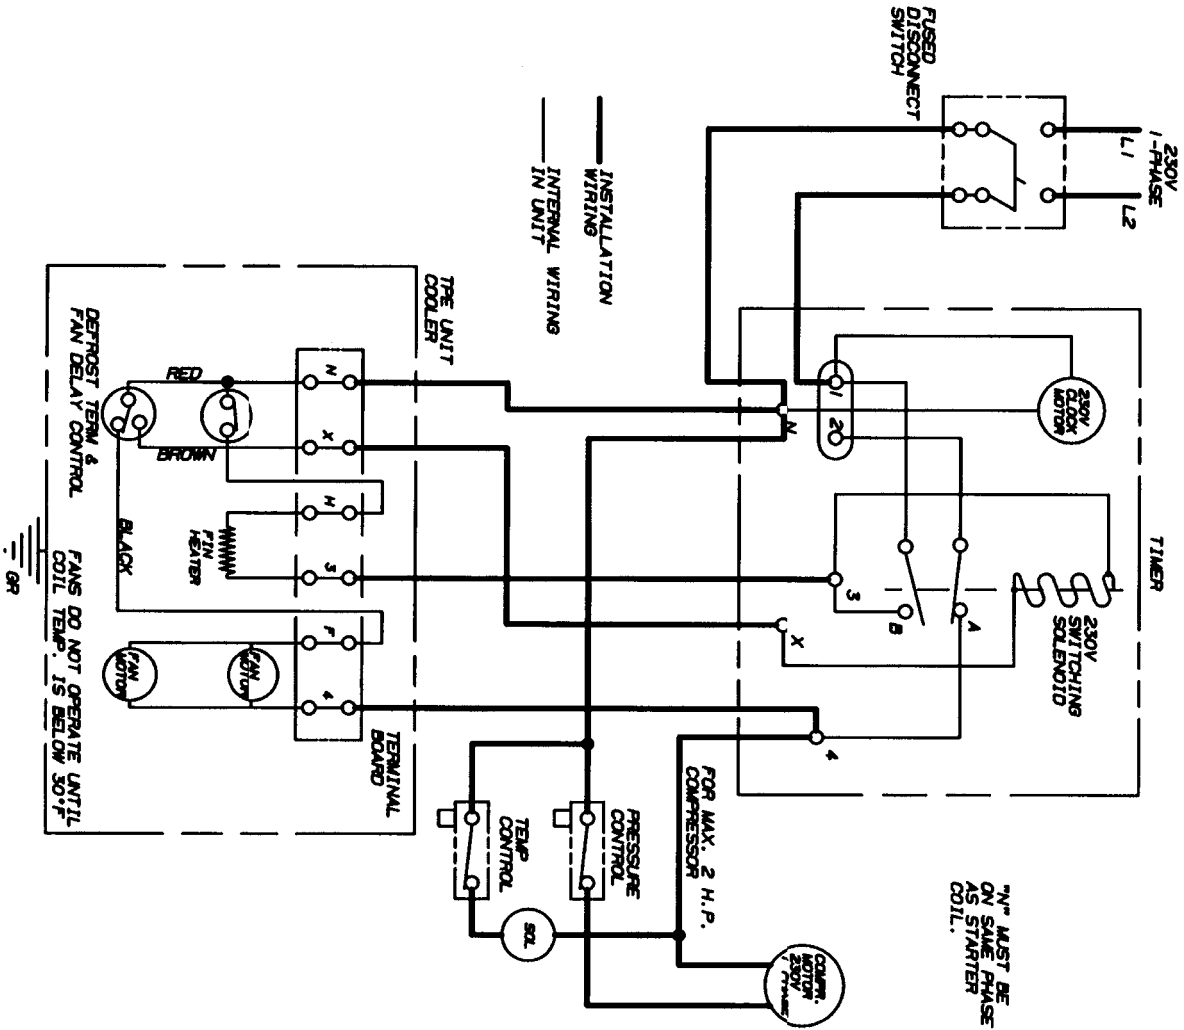 230V
1-PHASE
L1
L2
FUSED
DISCONNECT
SWITCH
INSTALLATION
WIRING
INTERNAL WIRING
IN UNIT
TIMER
230V
CLOCK
MOTOR
1
2
N
230V
SWITCHING
SOLENOID
A
B
3
X
4
TPE UNIT
COOLER
N
X
H
3
F
4
TERMINAL
BOARD
RED
BROWN
BLACK
FIN
HEATER
FAN
MOTOR
FAN
MOTOR
DEFROST TERM &
FAN DELAY CONTROL
FANS DO NOT OPERATE UNTIL
COIL TEMP. IS BELOW 30°F
GR
FOR MAX. 2 H.P.
COMPRESSOR
PRESSURE
CONTROL
TEMP
CONTROL
SOL
COMPR.
MOTOR
230V
1 PHASE
"N" MUST BE
ON SAME PHASE
AS STARTER
COIL.